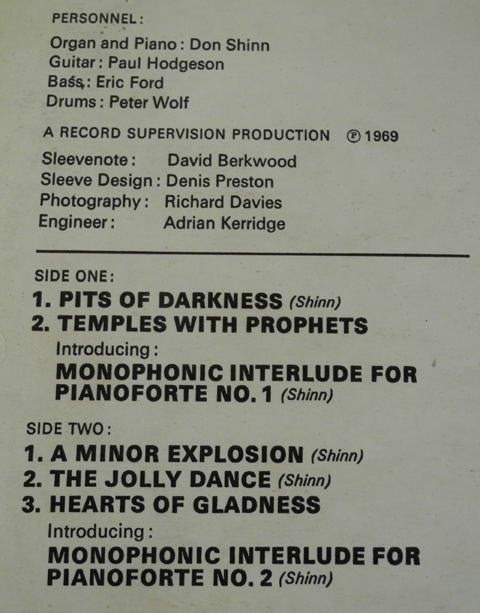 PERSONNEL:
Organ and Piano: Don Shinn
Guitar: Paul Hodgeson
Bass,: Eric Ford
Drums: Peter Wolf
A RECORD SUPERVISION PRODUCTION ℗ 1969
Sleevenote: David Berkwood
Sleeve Design: Denis Preston
Photography: Richard Davies
Engineer: Adrian Kerridge
SIDE ONE:
1. PITS OF DARKNESS (Shinn)
2. TEMPLES WITH PROPHETS
Introducing:
MONOPHONIC INTERLUDE FOR
PIANOFORTE NO. 1 (Shinn)
SIDE TWO:
1. A MINOR EXPLOSION (Shinn)
2. THE JOLLY DANCE (Shinn)
3. HEARTS OF GLADNESS
Introducing:
MONOPHONIC INTERLUDE FOR
PIANOFORTE NO. 2 (Shinn)